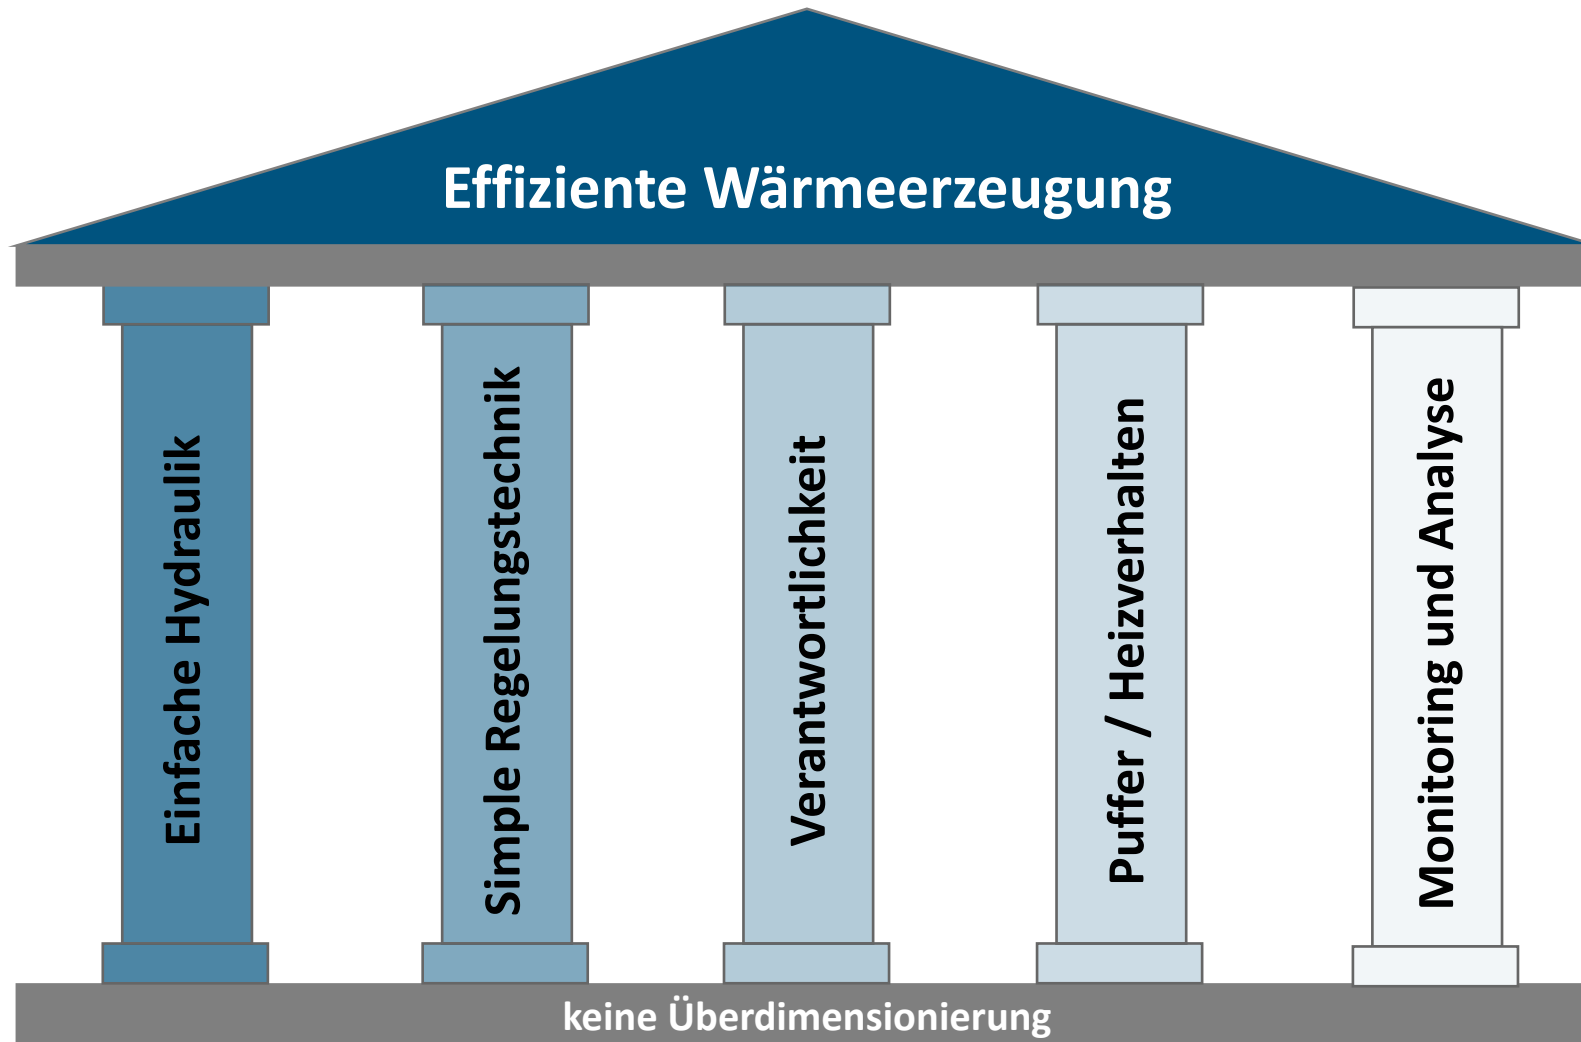 Effiziente Wärmeerzeugung
Einfache Hydraulik
Simple Regelungstechnik
Verantwortlichkeit
Puffer / Heizverhalten
Monitoring und Analyse
keine Überdimensionierung